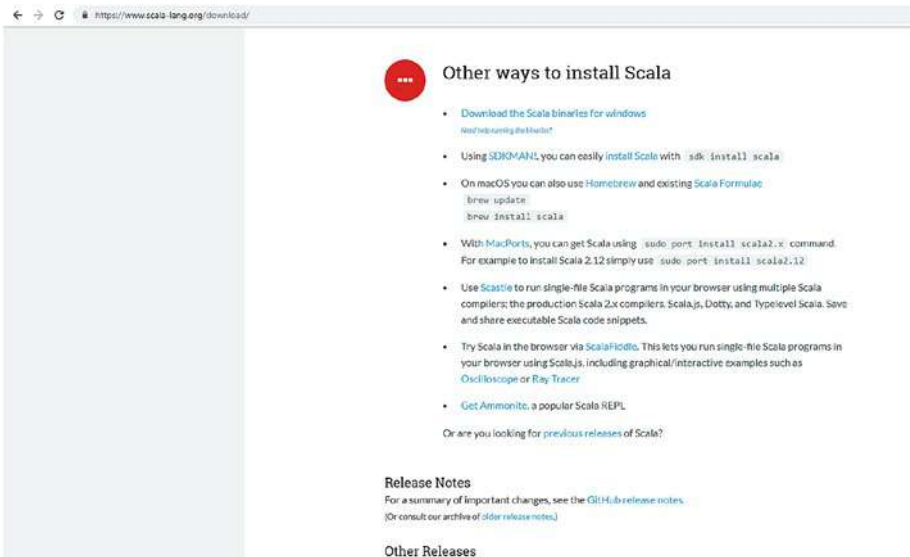 https://www.scala-lang.org/download/
Other ways to install Scala
• Download the Scala binaries for windows
Need help running the binaries?
• Using SDKMAN!, you can easily install Scala with sdk install scala
• On macOS you can also use Homebrew and existing Scala Formulae
brew update
brew install scala
• With MacPorts, you can get Scala using sudo port install scala2.x command.
For example to install Scala 2.12 simply use sudo port install scala2.12
• Use Scastie to run single-file Scala programs in your browser using multiple Scala
compilers; the production Scala 2.x compilers, Scala.js, Dotty, and Typelevel Scala. Save
and share executable Scala code snippets.
• Try Scala in the browser via ScalaFiddle. This lets you run single-file Scala programs in
your browser using Scala.js, including graphical/interactive examples such as
Oscilloscope or Ray Tracer
• Get Ammonite, a popular Scala REPL
Or are you looking for previous releases of Scala?
Release Notes
For a summary of important changes, see the GitHub release notes.
(Or consult our archive of older release notes.)
Other Releases